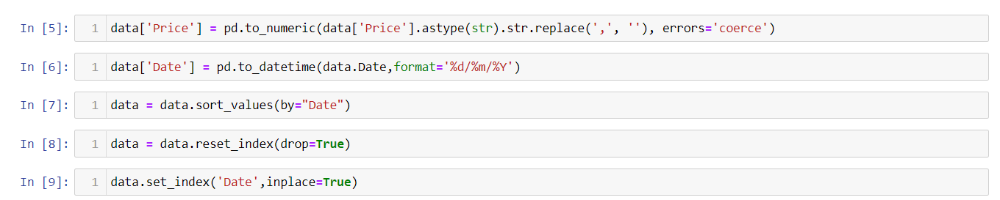 In [5]: 1 data['Price'] = pd.to_numeric(data['Price'].astype(str).str.replace(',', ''), errors='coerce')
In [6]: 1 data['Date'] = pd.to_datetime(data.Date,format='%d/%m/%Y')
In [7]: 1 data = data.sort_values(by="Date")
In [8]: 1 data = data.reset_index(drop=True)
In [9]: 1 data.set_index('Date',inplace=True)